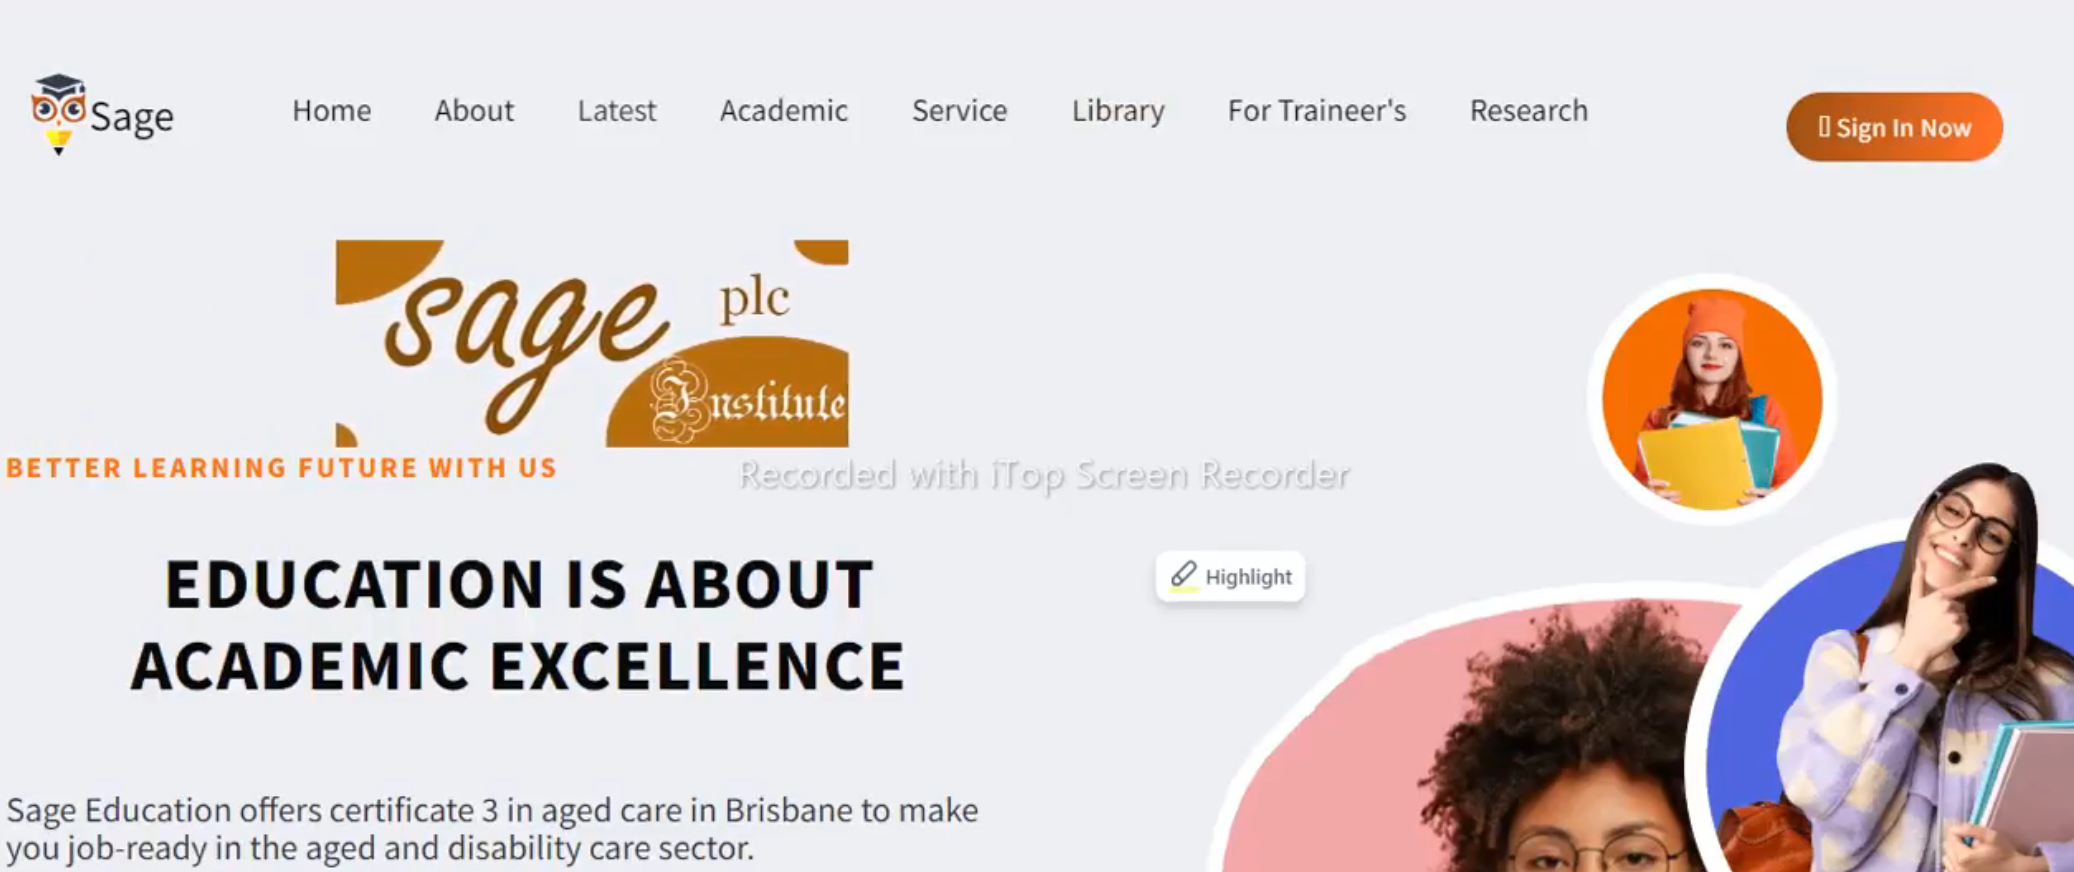 Sage
Home About Latest Academic Service Library For Traineer's Research
Sign In Now
sage plc
Institute
BETTER LEARNING FUTURE WITH US
Recorded with iTop Screen Recorder
EDUCATION IS ABOUT
ACADEMIC EXCELLENCE
Highlight
Sage Education offers certificate 3 in aged care in Brisbane to make
you job-ready in the aged and disability care sector.